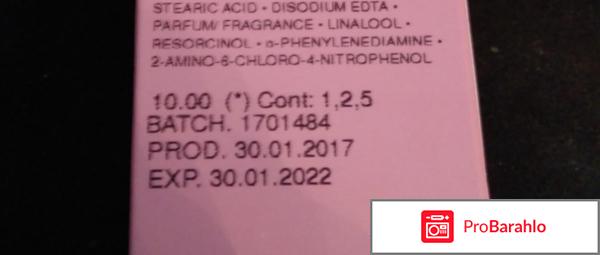 STEARIC ACID • DISODIUM EDTA •
PARFUM/ FRAGRANCE • LINALOOL •
RESORCINOL • p-PHENYLENEDIAMINE •
2-AMINO-6-CHLORO-4-NITROPHENOL
10.00 (*) Cont: 1,2,5
BATCH. 1701484
PROD. 30.01.2017
EXP. 30.01.2022
ProBarahlo